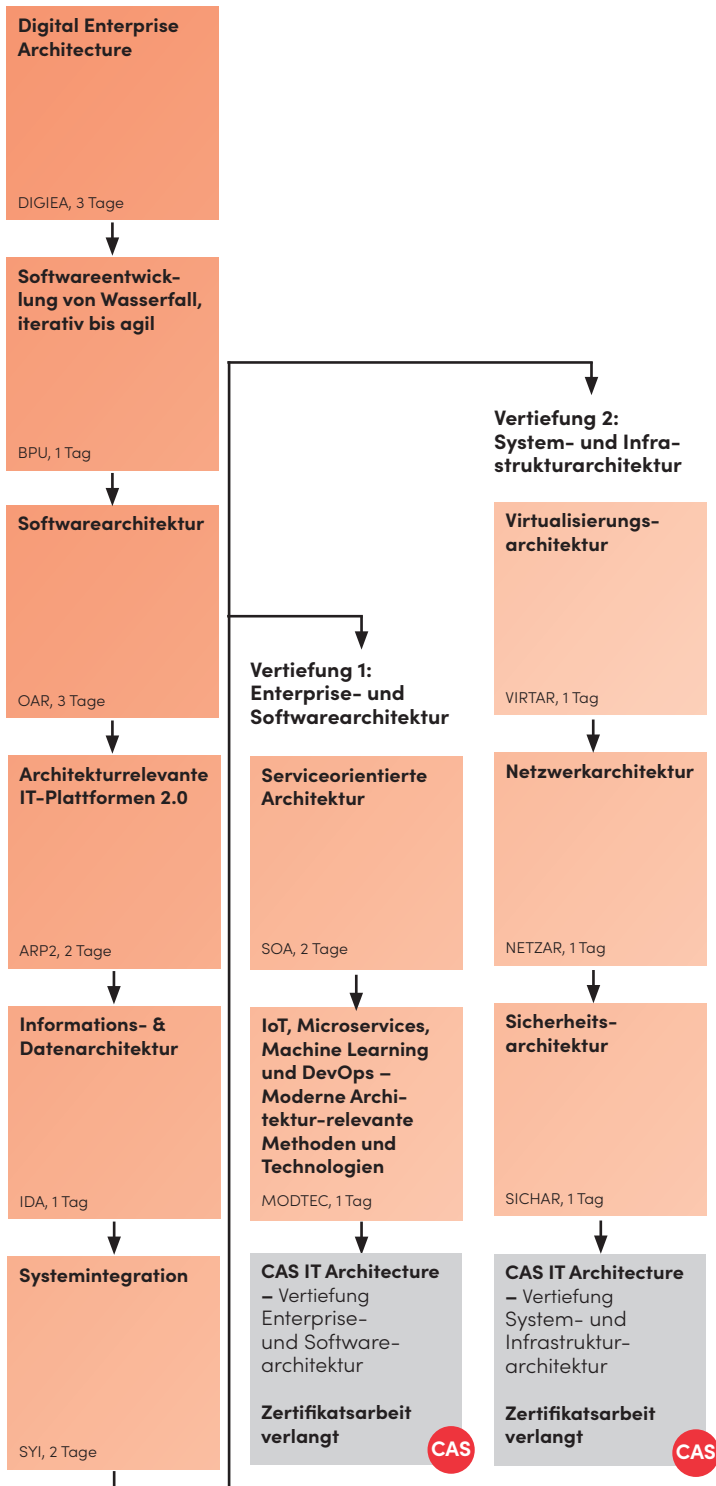 Digital Enterprise
Architecture
DIGIEA, 3 Tage
Softwareentwick-
lung von Wasserfall,
iterativ bis agil
BPU, 1 Tag
Softwarearchitektur
OAR, 3 Tage
Architekturrelevante
IT-Plattformen 2.0
ARP2, 2 Tage
Informations- &
Datenarchitektur
IDA, 1 Tag
Systemintegration
SYI, 2 Tage
Vertiefung 1:
Enterprise- und
Softwarearchitektur
Serviceorientierte
Architektur
SOA, 2 Tage
IoT, Microservices,
Machine Learning
und DevOps –
Moderne Archi-
tektur-relevante
Methoden und
Technologien
MODTEC, 1 Tag
CAS IT Architecture
– Vertiefung
Enterprise-
und Software-
architektur
Zertifikatsarbeit
verlangt
CAS
Vertiefung 2:
System- und Infra-
strukturarchitektur
Virtualisierungs-
architektur
VIRTAR, 1 Tag
Netzwerkarchitektur
NETZAR, 1 Tag
Sicherheits-
architektur
SICHAR, 1 Tag
CAS IT Architecture
– Vertiefung
System- und
Infrastruktur-
architektur
Zertifikatsarbeit
verlangt
CAS